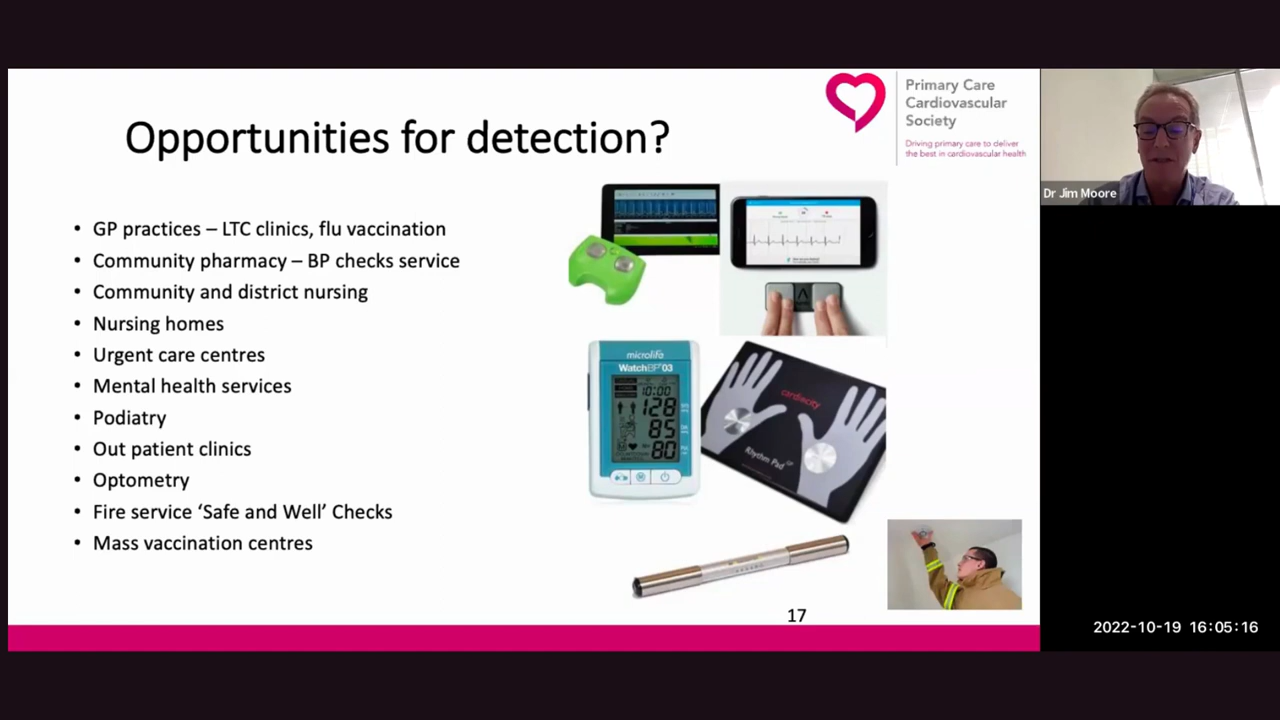 Opportunities for detection?
Primary Care
Cardiovascular
Society
Driving primary care to deliver
the best in cardiovascular health
Dr Jim Moore
• GP practices – LTC clinics, flu vaccination
• Community pharmacy – BP checks service
• Community and district nursing
• Nursing homes
• Urgent care centres
• Mental health services
• Podiatry
• Out patient clinics
• Optometry
• Fire service ‘Safe and Well’ Checks
• Mass vaccination centres
microlife
WatchBP 03
10:00
128
85
80
cardiocity
Rhythm Pad
17
2022-10-19 16:05:16